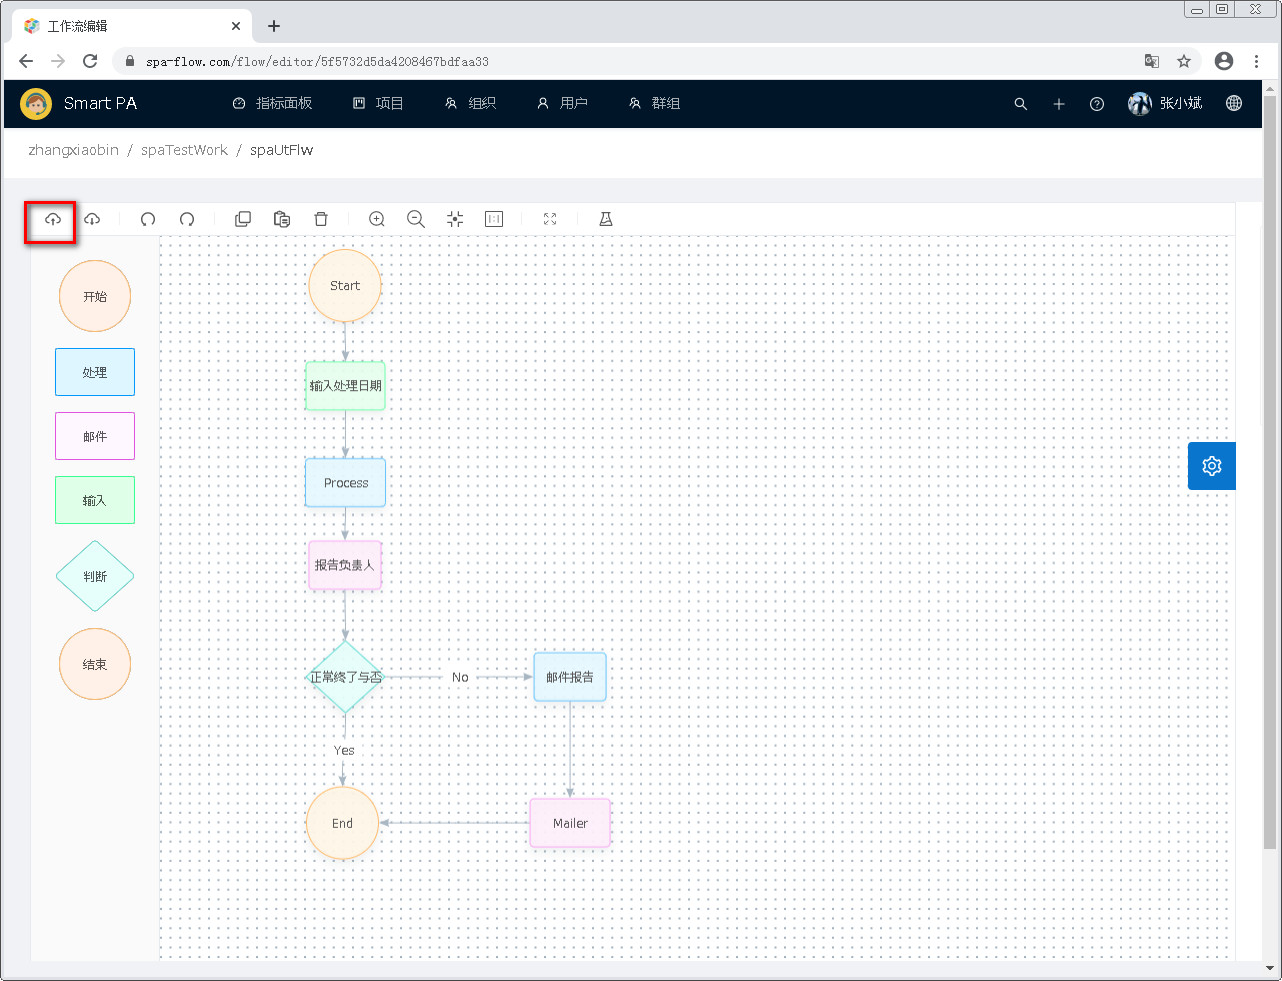 工作流编辑
spa-flow.com/flow/editor/5f5732d5da4208467bdfaa33
Smart PA 指标面板 项目 组织 用户 群组 张小斌
zhangxiaobin / spaTestWork / spaUtFlw
开始
处理
邮件
输入
判断
结束
Start
输入处理日期
Process
报告负责人
正常终了与否
No
邮件报告
Yes
End
Mailer